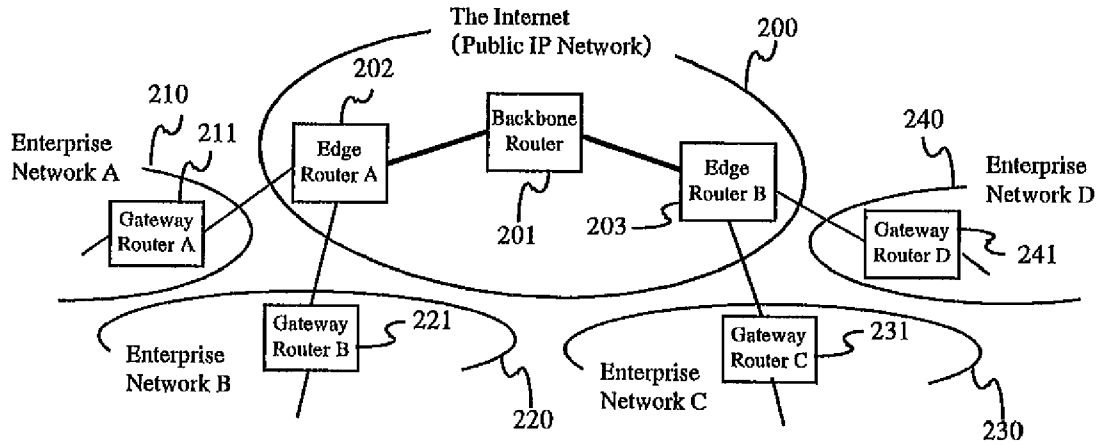 The Internet
(Public IP Network)
200
202
210
211
240
Enterprise
Network A
Edge
Router A
Backbone
Router
Edge
Router B
Enterprise
Network D
201
203
Gateway
Router A
Gateway
Router D
241
Gateway
Router B
221
Gateway
Router C
231
Enterprise
Network B
Enterprise
Network C
220
230